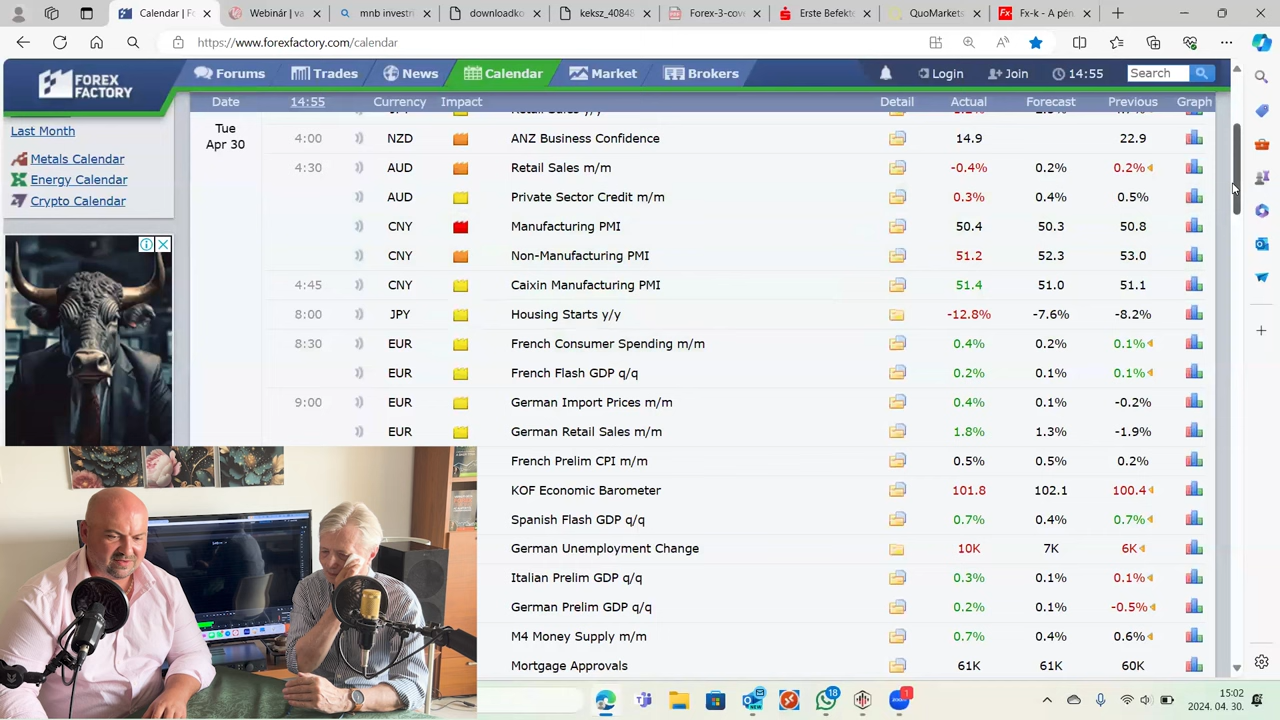 Calendar | Fo
Webinár | va
mnb investm
downloadko
keksz_40848
Forex-3-cove
Erste Befekte
QuoMarkets
Fx-k - A pén
https://www.forexfactory.com/calendar
FOREX
FACTORY
Forums Trades News Calendar Market Brokers Login Join 14:55 Search
Date 14:55 Currency Impact Detail Actual Forecast Previous Graph
Last Month
Metals Calendar
Energy Calendar
Crypto Calendar
Tue
Apr 30
4:00 NZD ANZ Business Confidence 14.9 22.9
4:30 AUD Retail Sales m/m -0.4% 0.2% 0.2%
AUD Private Sector Credit m/m 0.3% 0.4% 0.5%
CNY Manufacturing PMI 50.4 50.3 50.8
CNY Non-Manufacturing PMI 51.2 52.3 53.0
4:45 CNY Caixin Manufacturing PMI 51.4 51.0 51.1
8:00 JPY Housing Starts y/y -12.8% -7.6% -8.2%
8:30 EUR French Consumer Spending m/m 0.4% 0.2% 0.1%
EUR French Flash GDP q/q 0.2% 0.1% 0.1%
9:00 EUR German Import Prices m/m 0.4% 0.1% -0.2%
EUR German Retail Sales m/m 1.8% 1.3% -1.9%
French Prelim CPI m/m 0.5% 0.5% 0.2%
KOF Economic Barometer 101.8 102.1 100.4
Spanish Flash GDP q/q 0.7% 0.4% 0.7%
German Unemployment Change 10K 7K 6K
Italian Prelim GDP q/q 0.3% 0.1% 0.1%
German Prelim GDP q/q 0.2% 0.1% -0.5%
M4 Money Supply m/m 0.7% 0.4% 0.6%
Mortgage Approvals 61K 61K 60K
18
1
15:02
2024. 04. 30.